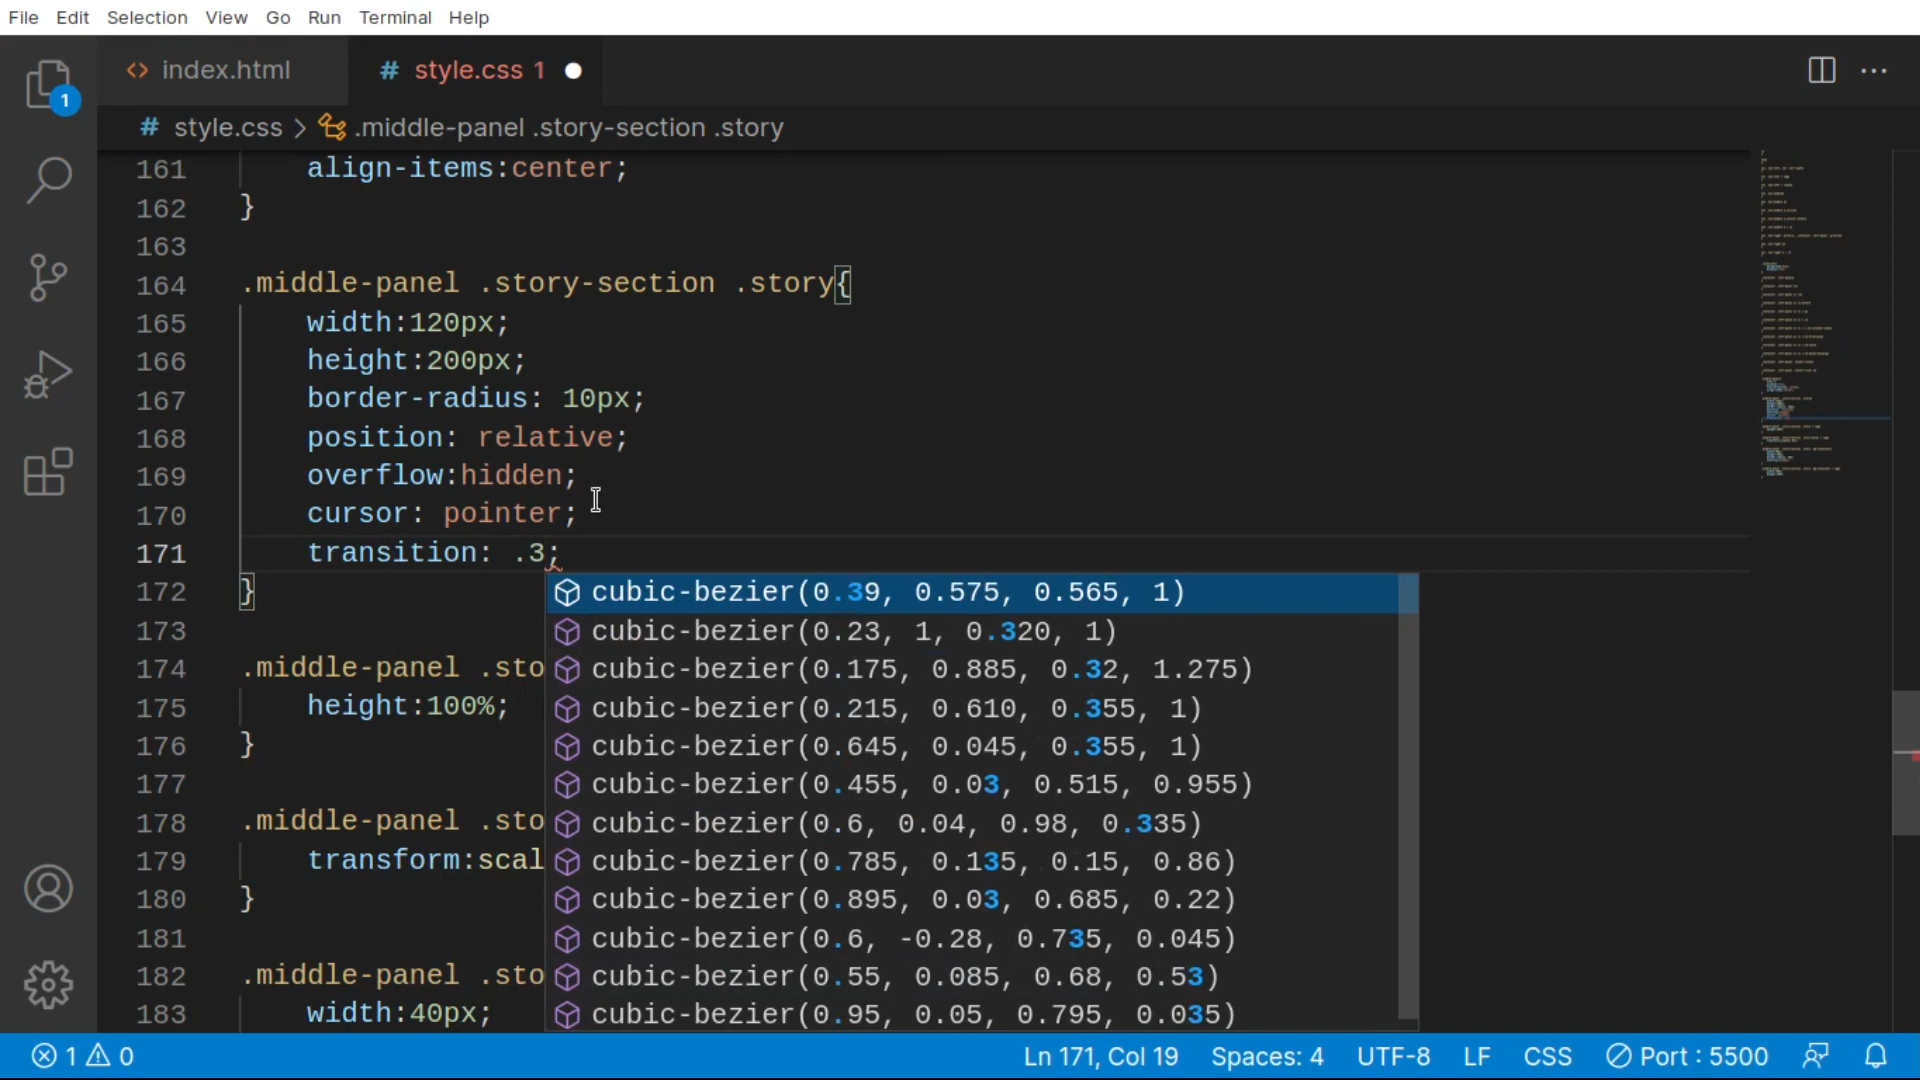 File Edit Selection View Go Run Terminal Help
index.html style.css 1
style.css > .middle-panel .story-section .story
161 align-items:center;
162 }
163
164 .middle-panel .story-section .story{
165 width:120px;
166 height:200px;
167 border-radius: 10px;
168 position: relative;
169 overflow:hidden;
170 cursor: pointer;
171 transition: .3;
172 } cubic-bezier(0.39, 0.575, 0.565, 1)
173 cubic-bezier(0.23, 1, 0.320, 1)
174 .middle-panel .sto cubic-bezier(0.175, 0.885, 0.32, 1.275)
175 height:100%; cubic-bezier(0.215, 0.610, 0.355, 1)
176 } cubic-bezier(0.645, 0.045, 0.355, 1)
177 cubic-bezier(0.455, 0.03, 0.515, 0.955)
178 .middle-panel .sto cubic-bezier(0.6, 0.04, 0.98, 0.335)
179 transform:scal cubic-bezier(0.785, 0.135, 0.15, 0.86)
180 } cubic-bezier(0.895, 0.03, 0.685, 0.22)
181 cubic-bezier(0.6, -0.28, 0.735, 0.045)
182 .middle-panel .sto cubic-bezier(0.55, 0.085, 0.68, 0.53)
183 width:40px; cubic-bezier(0.95, 0.05, 0.795, 0.035)
1
1 0 Ln 171, Col 19 Spaces: 4 UTF-8 LF CSS Port : 5500